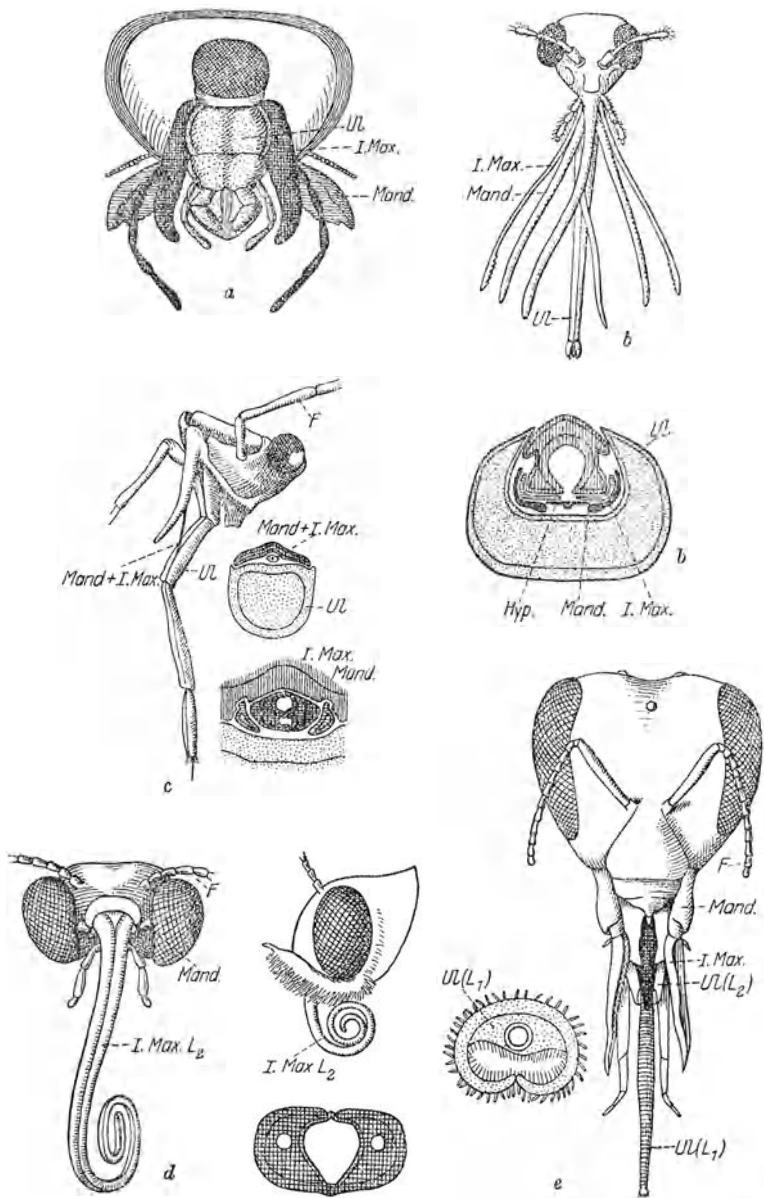 Ul.
I. Max.
Mand.
a
I. Max.
Mand.
Ul
b
F
Mand+I. Max.
Mand+I. Max.
Ul
Ul
I. Max.
Mand.
c
Ul.
b
Hyp. Mand. I. Max.
F
Mand.
I. Max. L₂
d
I. Max L₂
F
Mand.
I. Max.
Ul(L₂)
Ul(L₁)
Ul(L₁)
e